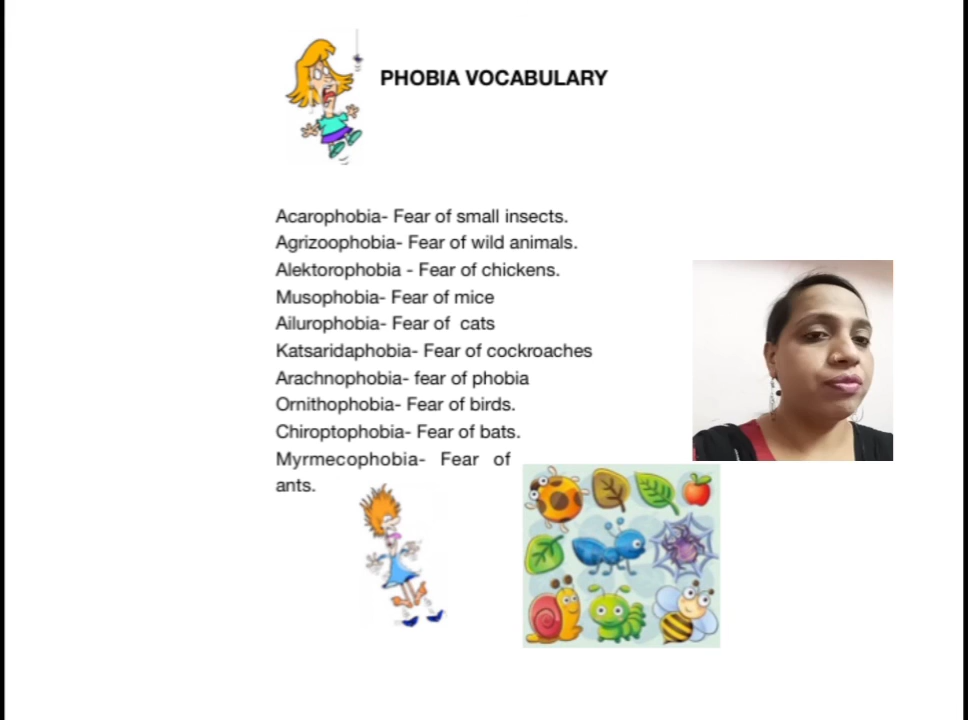 PHOBIA VOCABULARY
Acarophobia- Fear of small insects.
Agrizoophobia- Fear of wild animals.
Alektorophobia - Fear of chickens.
Musophobia- Fear of mice
Ailurophobia- Fear of cats
Katsaridaphobia- Fear of cockroaches
Arachnophobia- fear of phobia
Ornithophobia- Fear of birds.
Chiroptophobia- Fear of bats.
Myrmecophobia- Fear of
ants.